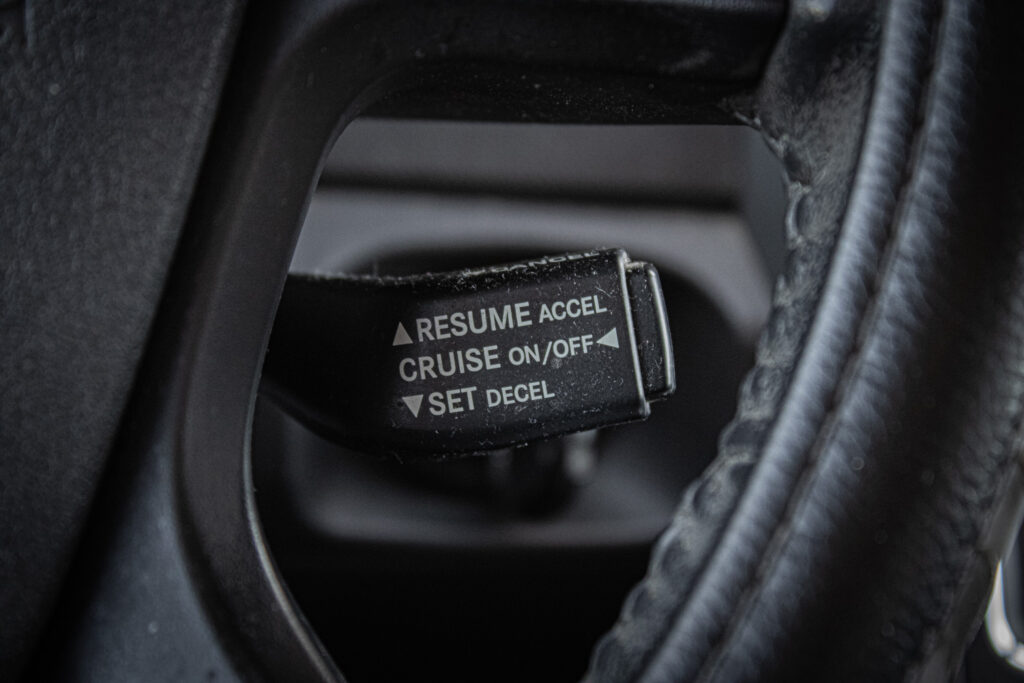 ▲RESUME ACCEL
CRUISE ON/OFF◀
▼SET DECEL